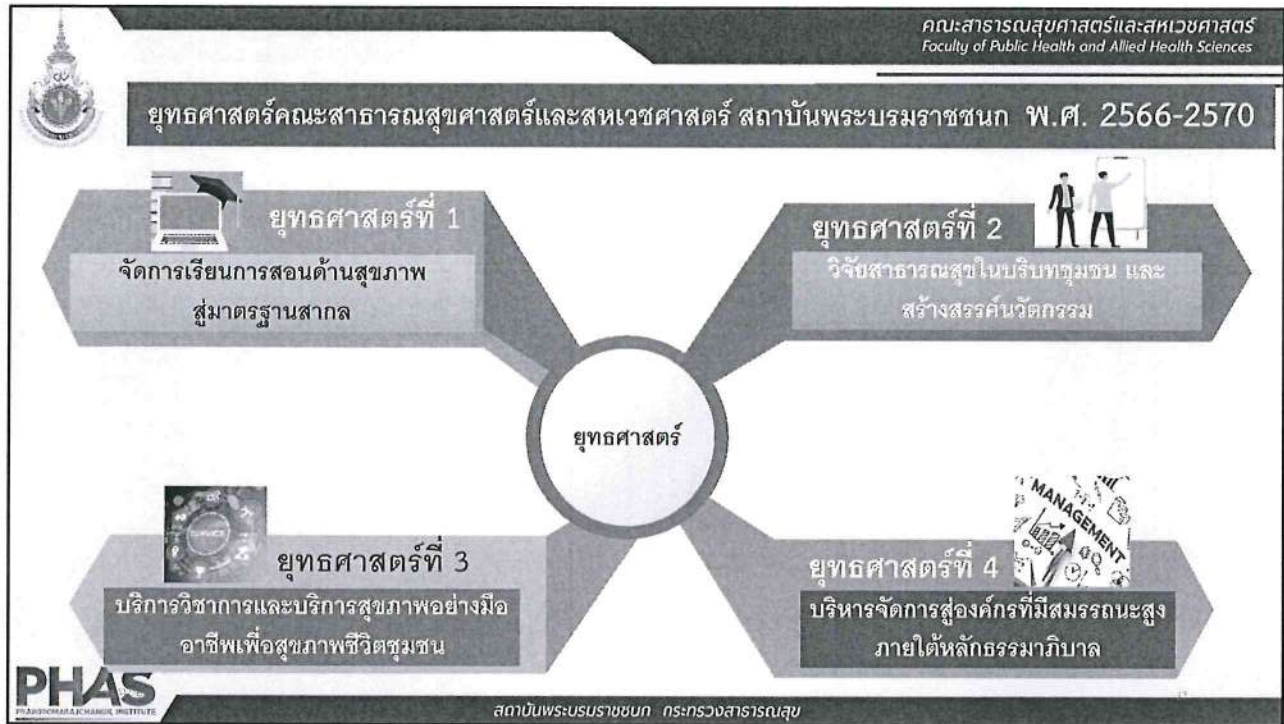 คณะสาธารณสุขศาสตร์และสหเวชศาสตร์
Faculty of Public Health and Allied Health Sciences
ยุทธศาสตร์คณะสาธารณสุขศาสตร์และสหเวชศาสตร์ สถาบันพระบรมราชชนก พ.ศ. 2566-2570
ยุทธศาสตร์ที่ 1
จัดการเรียนการสอนด้านสุขภาพ
สู่มาตรฐานสากล
ยุทธศาสตร์ที่ 2
วิจัยสาธารณสุขในบริบทชุมชน และ
สร้างสรรค์นวัตกรรม
ยุทธศาสตร์
ยุทธศาสตร์ที่ 3
บริการวิชาการและบริการสุขภาพอย่างมือ
อาชีพเพื่อสุขภาพชีวิตชุมชน
MANAGEMENT
ยุทธศาสตร์ที่ 4
บริหารจัดการสู่องค์กรที่มีสมรรถนะสูง
ภายใต้หลักธรรมาภิบาล
PHAS
PRABOROMARAJCHANOK INSTITUTE
สถาบันพระบรมราชชนก กระทรวงสาธารณสุข